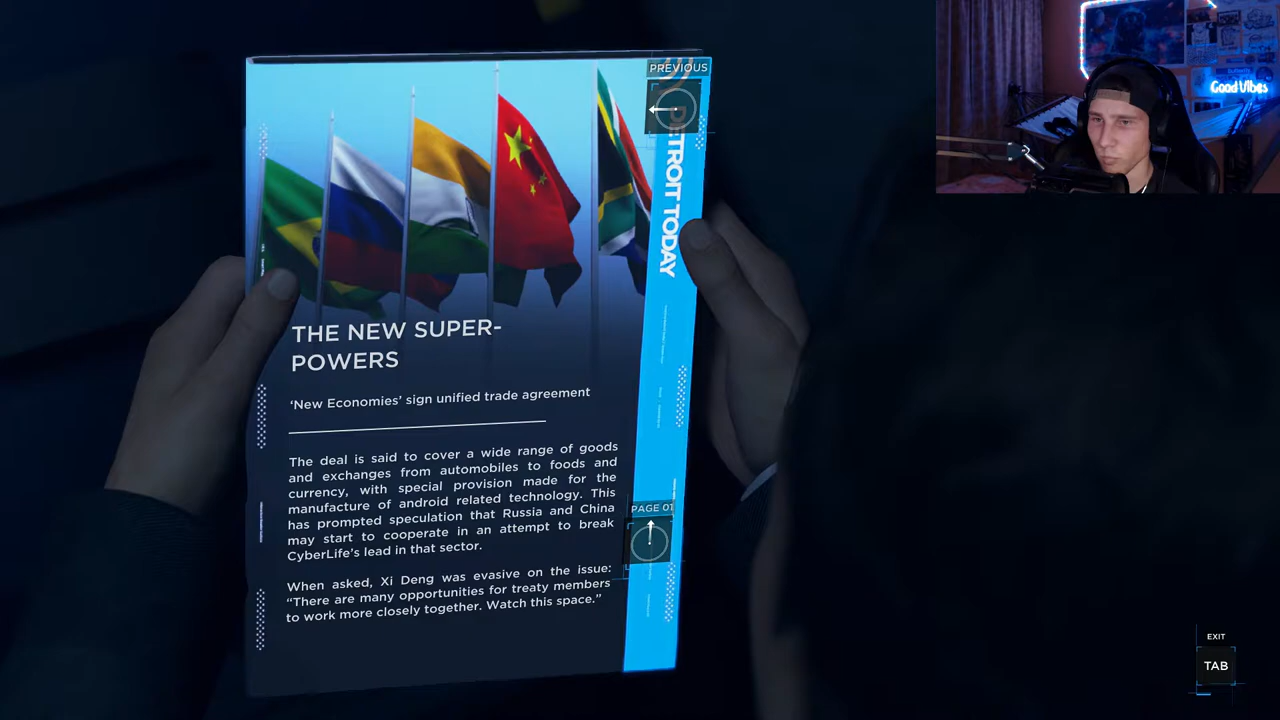 PREVIOUS
DETROIT TODAY
Good Vibes
THE NEW SUPER-
POWERS
‘New Economies’ sign unified trade agreement
The deal is said to cover a wide range of goods
and exchanges from automobiles to foods and
currency, with special provision made for the
manufacture of android related technology. This
has prompted speculation that Russia and China
may start to cooperate in an attempt to break
CyberLife’s lead in that sector.
PAGE 01
When asked, Xi Deng was evasive on the issue:
“There are many opportunities for treaty members
to work more closely together. Watch this space.”
EXIT
TAB